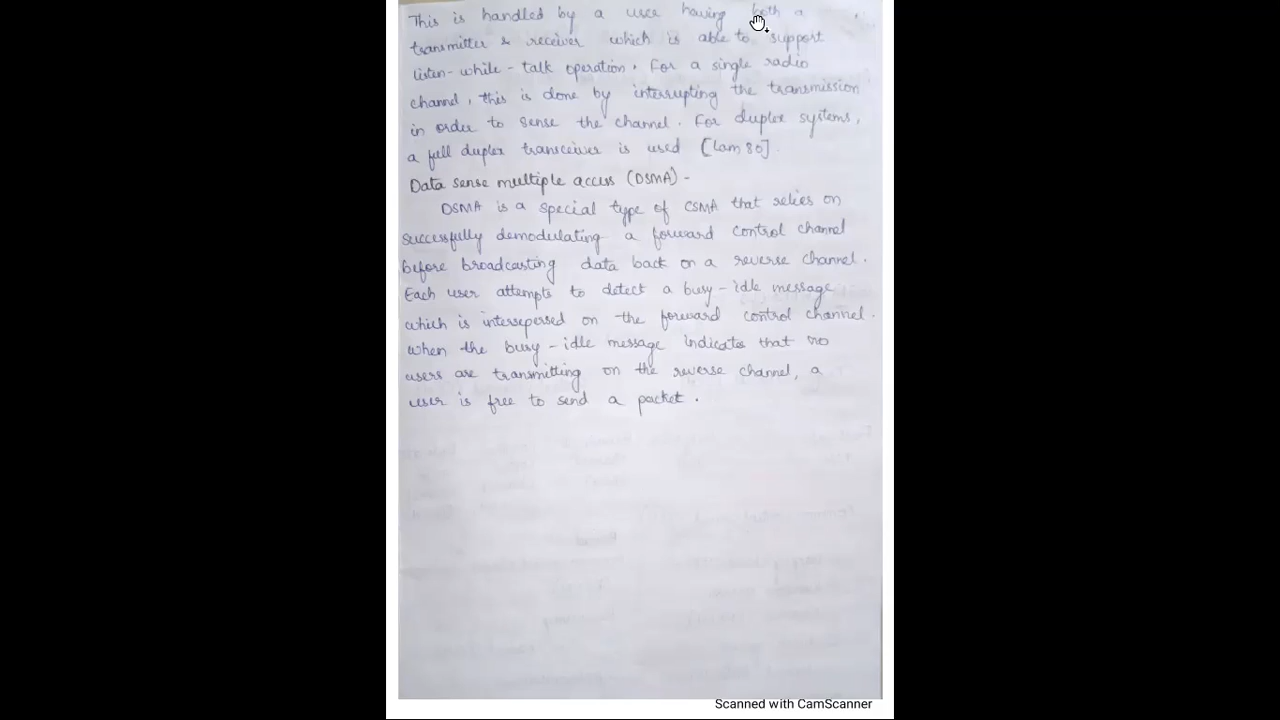 This is handled by a user having both a
transmitter & receiver which is able to support
listen-while-talk operation. For a single radio
channel, this is done by interrupting the transmission
in order to sense the channel. For duplex systems,
a full duplex transceiver is used [Lam 80].
Data sense multiple access (DSMA) -
DSMA is a special type of CSMA that relies on
successfully demodulating a forward control channel
before broadcasting data back on a reverse channel.
Each user attempts to detect a busy-idle message
which is interspersed on the forward control channel.
when the busy-idle message indicates that no
users are transmitting on the reverse channel, a
user is free to send a packet.
Scanned with CamScanner